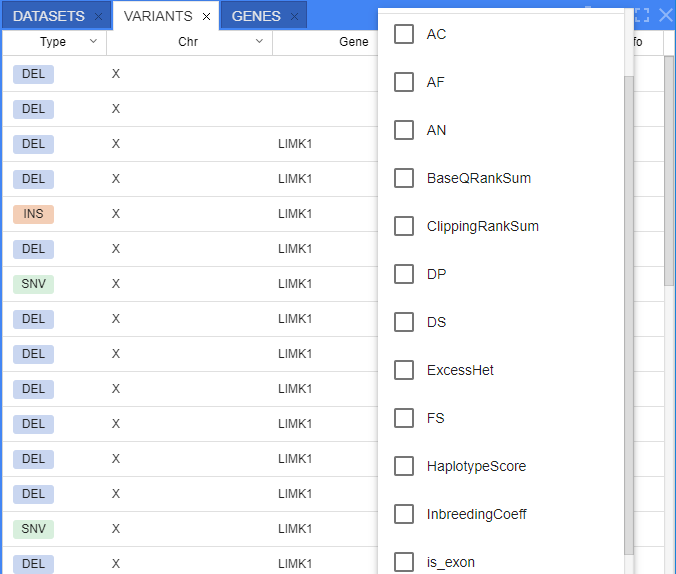 DATASETS VARIANTS GENES
Type Chr Gene fo
DEL X
DEL X
DEL X LIMK1
DEL X LIMK1
INS X LIMK1
DEL X LIMK1
SNV X LIMK1
DEL X LIMK1
DEL X LIMK1
DEL X LIMK1
DEL X LIMK1
DEL X LIMK1
DEL X LIMK1
SNV X LIMK1
DEL X LIMK1
AC
AF
AN
BaseQRankSum
ClippingRankSum
DP
DS
ExcessHet
FS
HaplotypeScore
InbreedingCoeff
is_exon